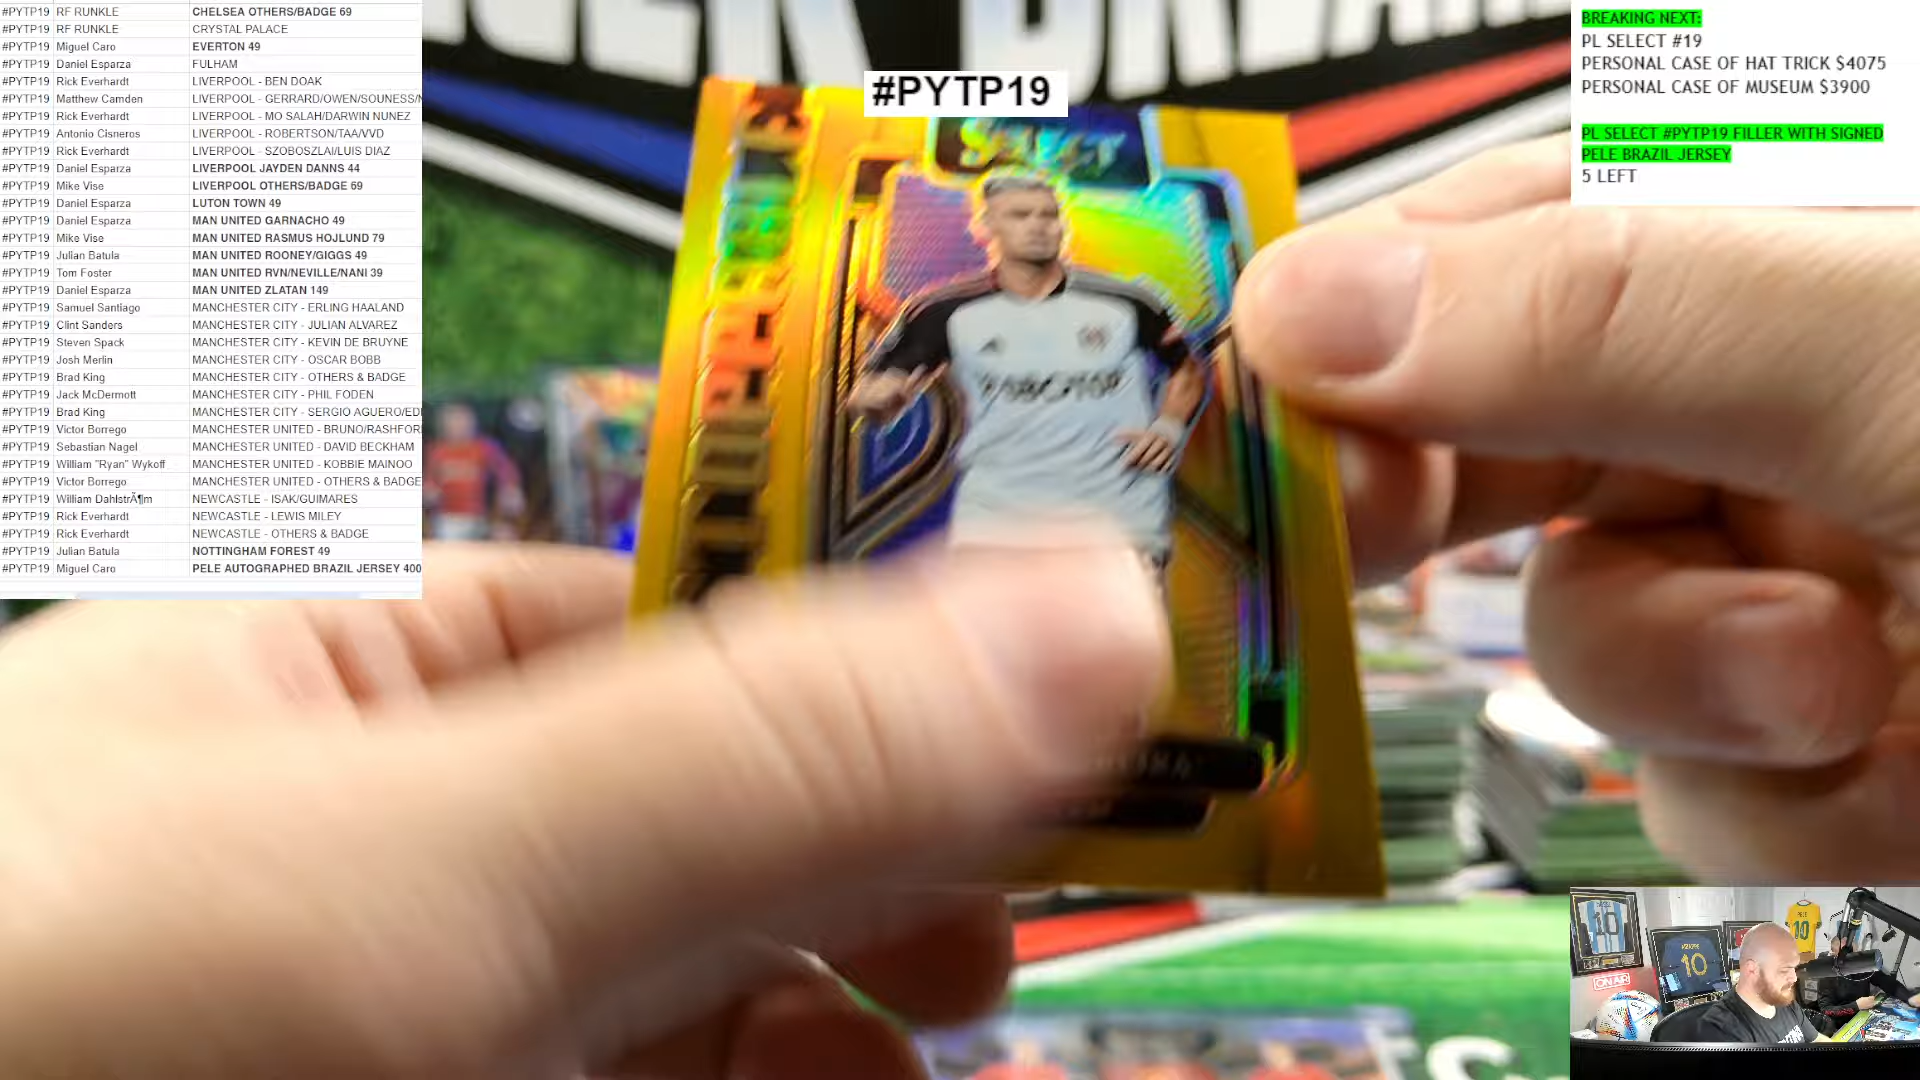 #PYTP19 RF RUNKLE CHELSEA OTHERS/BADGE 69
#PYTP19 RF RUNKLE CRYSTAL PALACE
#PYTP19 Miguel Caro EVERTON 49
#PYTP19 Daniel Esparza FULHAM
#PYTP19 Rick Everhardt LIVERPOOL - BEN DOAK
#PYTP19 Matthew Camden LIVERPOOL - GERRARD/OWEN/SOUNESS/
#PYTP19 Rick Everhardt LIVERPOOL - MO SALAH/DARWIN NUNEZ
#PYTP19 Antonio Cisneros LIVERPOOL - ROBERTSON/TAA/VVD
#PYTP19 Rick Everhardt LIVERPOOL - SZOBOSZLAI/LUIS DIAZ
#PYTP19 Daniel Esparza LIVERPOOL JAYDEN DANNS 44
#PYTP19 Mike Vise LIVERPOOL OTHERS/BADGE 69
#PYTP19 Daniel Esparza LUTON TOWN 49
#PYTP19 Daniel Esparza MAN UNITED GARNACHO 49
#PYTP19 Mike Vise MAN UNITED RASMUS HOJLUND 79
#PYTP19 Julian Batula MAN UNITED ROONEY/GIGGS 49
#PYTP19 Tom Foster MAN UNITED RVN/NEVILLE/NANI 39
#PYTP19 Daniel Esparza MAN UNITED ZLATAN 149
#PYTP19 Samuel Santiago MANCHESTER CITY - ERLING HAALAND
#PYTP19 Clint Sanders MANCHESTER CITY - JULIAN ALVAREZ
#PYTP19 Steven Spack MANCHESTER CITY - KEVIN DE BRUYNE
#PYTP19 Josh Merlin MANCHESTER CITY - OSCAR BOBB
#PYTP19 Brad King MANCHESTER CITY - OTHERS & BADGE
#PYTP19 Jack McDermott MANCHESTER CITY - PHIL FODEN
#PYTP19 Brad King MANCHESTER CITY - SERGIO AGUERO/EDI
#PYTP19 Victor Borrego MANCHESTER UNITED - BRUNO/RASHFOR
#PYTP19 Sebastian Nagel MANCHESTER UNITED - DAVID BECKHAM
#PYTP19 William "Ryan" Wykoff MANCHESTER UNITED - KOBBIE MAINOO
#PYTP19 Victor Borrego MANCHESTER UNITED - OTHERS & BADGE
#PYTP19 William DahlstrÃ¶m NEWCASTLE - ISAK/GUIMARES
#PYTP19 Rick Everhardt NEWCASTLE - LEWIS MILEY
#PYTP19 Rick Everhardt NEWCASTLE - OTHERS & BADGE
#PYTP19 Julian Batula NOTTINGHAM FOREST 49
#PYTP19 Miguel Caro PELE AUTOGRAPHED BRAZIL JERSEY 400
#PYTP19
SELECT
BREAKING NEXT:
PL SELECT #19
PERSONAL CASE OF HAT TRICK $4075
PERSONAL CASE OF MUSEUM $3900
PL SELECT #PYTP19 FILLER WITH SIGNED
PELE BRAZIL JERSEY
5 LEFT
10
10
PELE
10
ON AIR